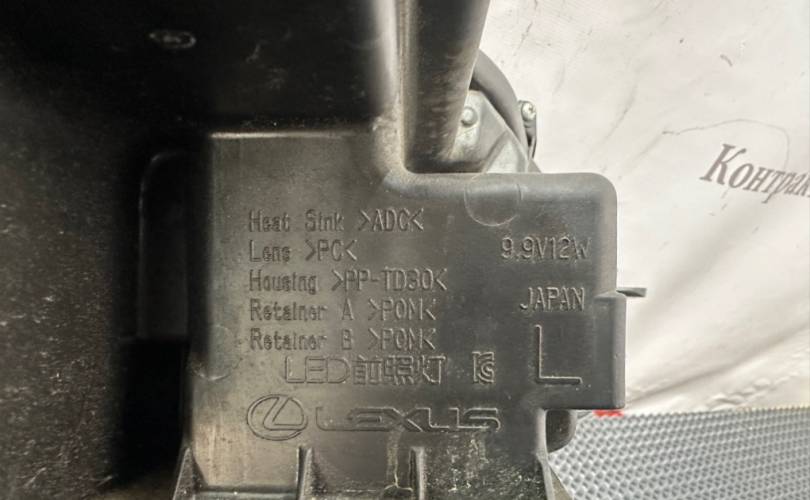 Heat Sink >ADC<
Lens >PC<
9.9V12W
Housing >PP-TD30<
JAPAN
Retainer A >POM<
Retainer B >POM<
LED前照灯
L
LEXUS